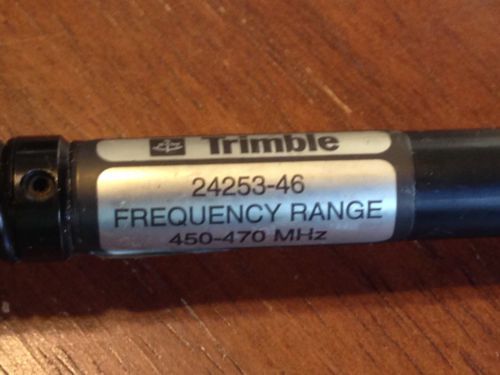 Trimble
24253-46
FREQUENCY RANGE
450-470 MHz